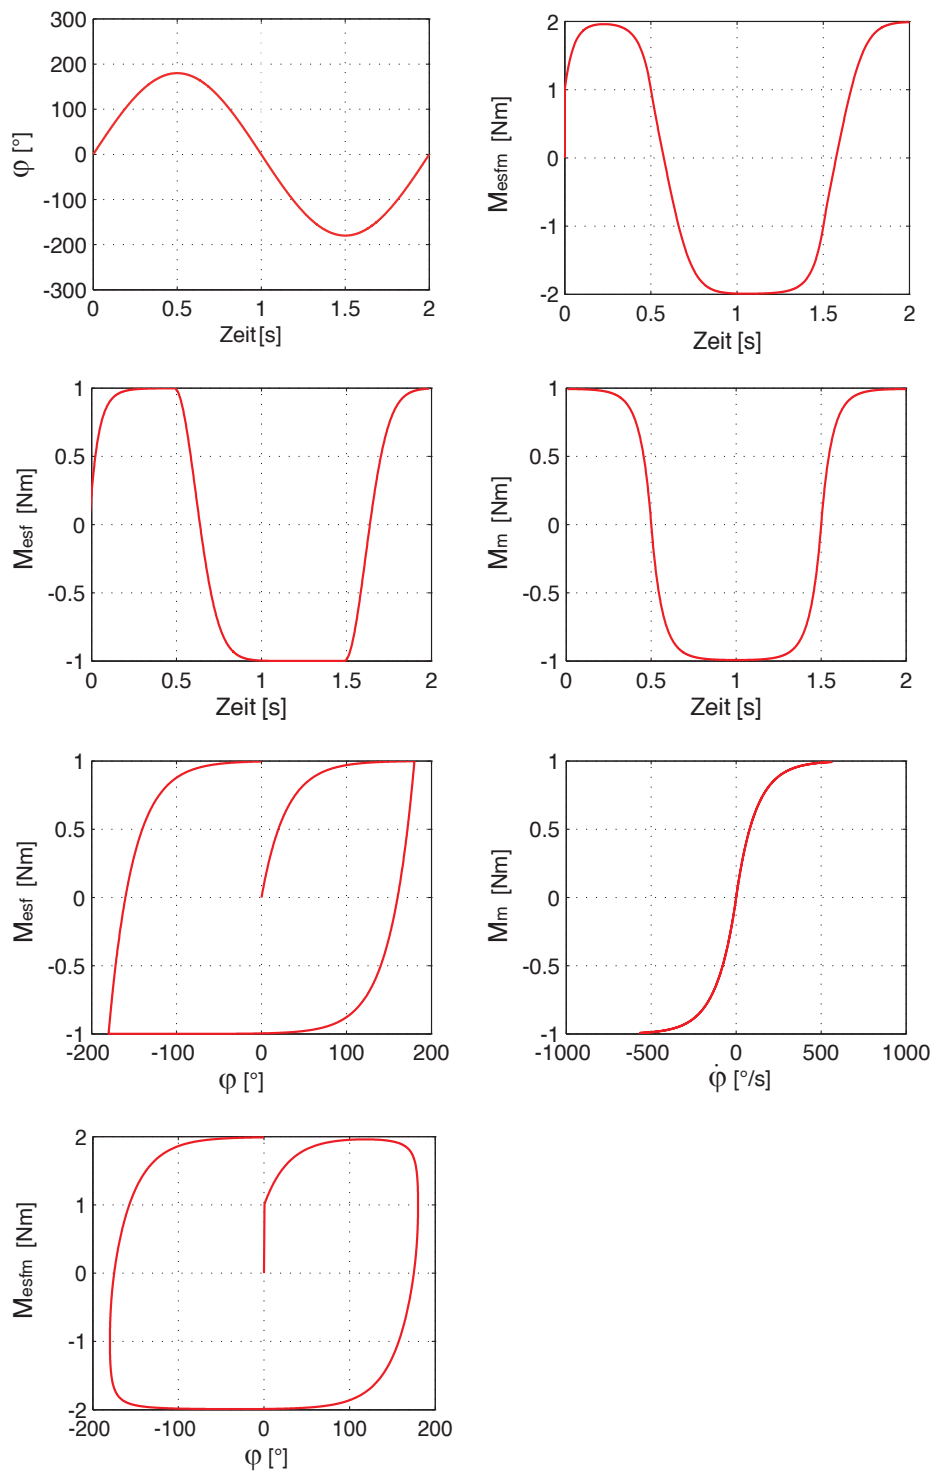 300
200
100
0
-100
-200
-300
φ [°]
0 0.5 1 1.5 2
Zeit [s]
2
1
0
-1
-2
Mesfm [Nm]
0 0.5 1 1.5 2
Zeit [s]
1
0.5
0
-0.5
-1
Mesf [Nm]
0 0.5 1 1.5 2
Zeit [s]
1
0.5
0
-0.5
-1
Mm [Nm]
0 0.5 1 1.5 2
Zeit [s]
1
0.5
0
-0.5
-1
Mesf [Nm]
-200 -100 0 100 200
φ [°]
1
0.5
0
-0.5
-1
Mm [Nm]
-1000 -500 0 500 1000
φ̇ [°/s]
2
1
0
-1
-2
Mesfm [Nm]
-200 -100 0 100 200
φ [°]